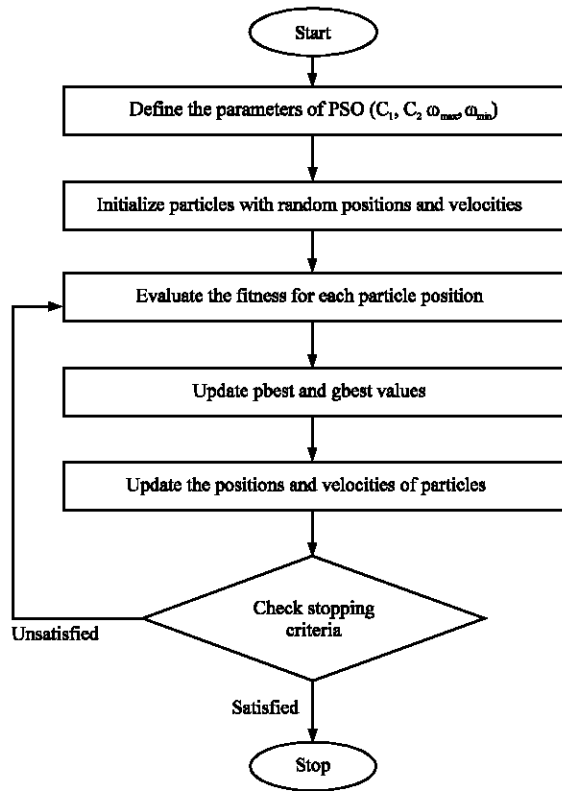 Start
Define the parameters of PSO (C₁, C₂ ω_max, ω_min)
Initialize particles with random positions and velocities
Evaluate the fitness for each particle position
Update pbest and gbest values
Update the positions and velocities of particles
Check stopping
criteria
Unsatisfied
Satisfied
Stop